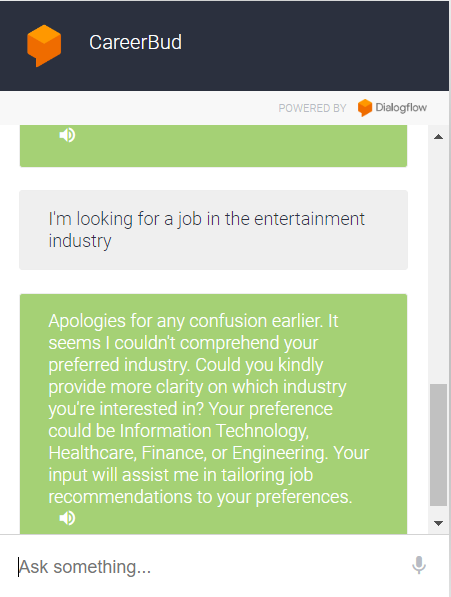 CareerBud
POWERED BY Dialogflow
I'm looking for a job in the entertainment
industry
Apologies for any confusion earlier. It
seems I couldn't comprehend your
preferred industry. Could you kindly
provide more clarity on which industry
you're interested in? Your preference
could be Information Technology,
Healthcare, Finance, or Engineering. Your
input will assist me in tailoring job
recommendations to your preferences.
Ask something...